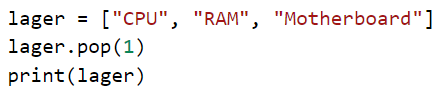 lager = ["CPU", "RAM", "Motherboard"]
lager.pop(1)
print(lager)